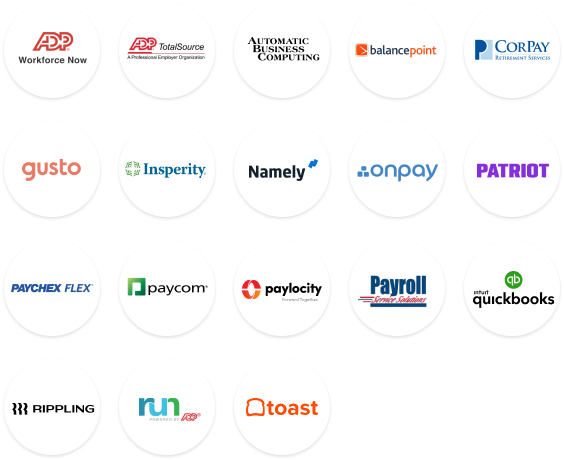 ADP
Workforce Now
ADP TotalSource
A Professional Employer Organization
AUTOMATIC
BUSINESS
COMPUTING
balancepoint
CORPAY
RETIREMENT SERVICES
gusto
Insperity
Namely
onpay
PATRIOT
PAYCHEX FLEX
paycom
paylocity
Forward Together
Payroll
Service Solutions
qb
intuit
quickbooks
RIPPLING
run
POWERED BY ADP
toast